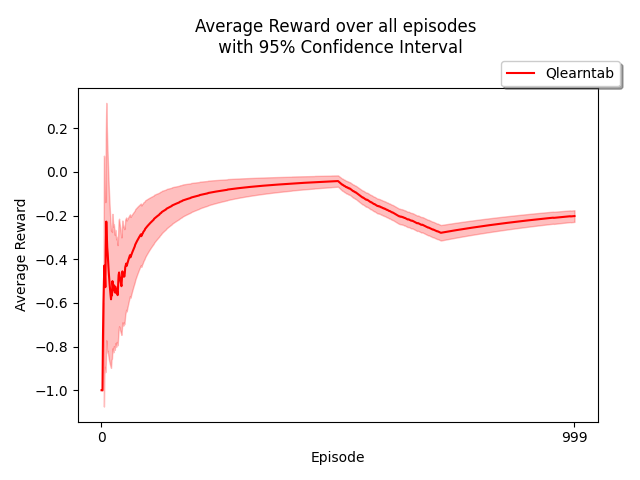 Average Reward over all episodes
with 95% Confidence Interval
Qlearntab
0.2
0.0
−0.2
−0.4
−0.6
−0.8
−1.0
Average Reward
0
999
Episode